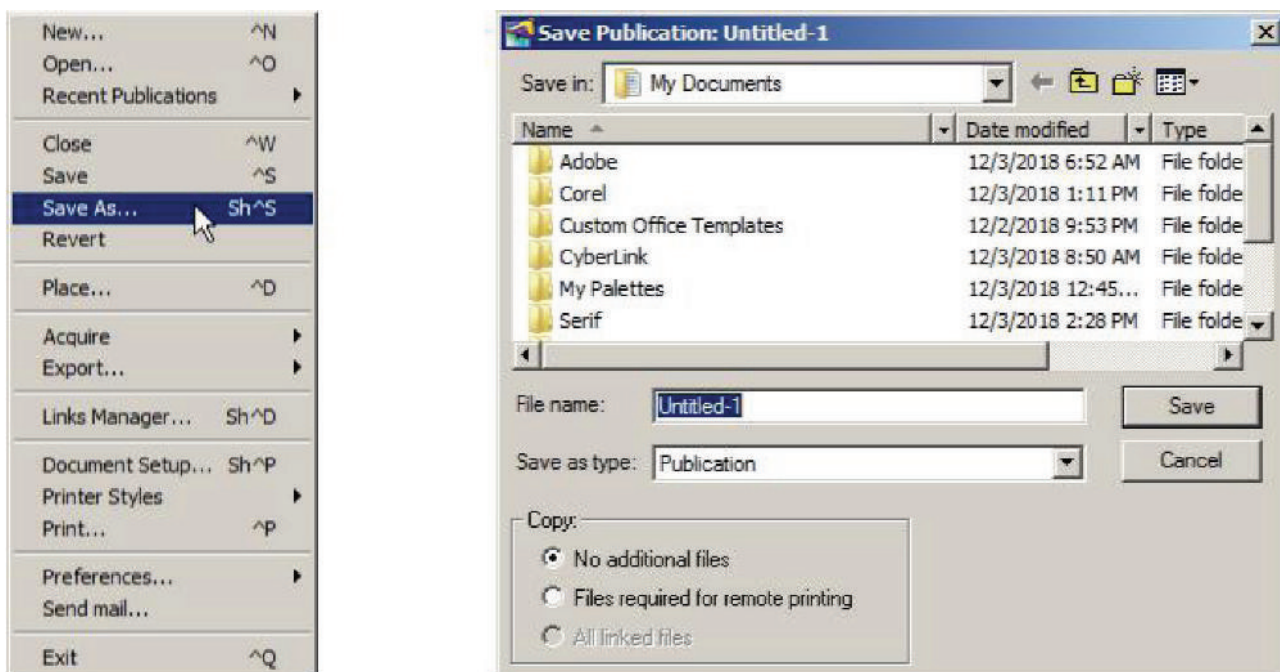 New... ^N
Open... ^O
Recent Publications
Close ^W
Save ^S
Save As... Sh^S
Revert
Place... ^D
Acquire
Export...
Links Manager... Sh^D
Document Setup... Sh^P
Printer Styles
Print... ^P
Preferences...
Send mail...
Exit ^Q
Save Publication: Untitled-1
Save in: My Documents
Name Date modified Type
Adobe 12/3/2018 6:52 AM File folde
Corel 12/3/2018 1:11 PM File folde
Custom Office Templates 12/2/2018 9:53 PM File folde
CyberLink 12/3/2018 8:50 AM File folde
My Palettes 12/3/2018 12:45... File folde
Serif 12/3/2018 2:28 PM File folde
File name: Untitled-1 Save
Save as type: Publication Cancel
Copy:
No additional files
Files required for remote printing
All linked files